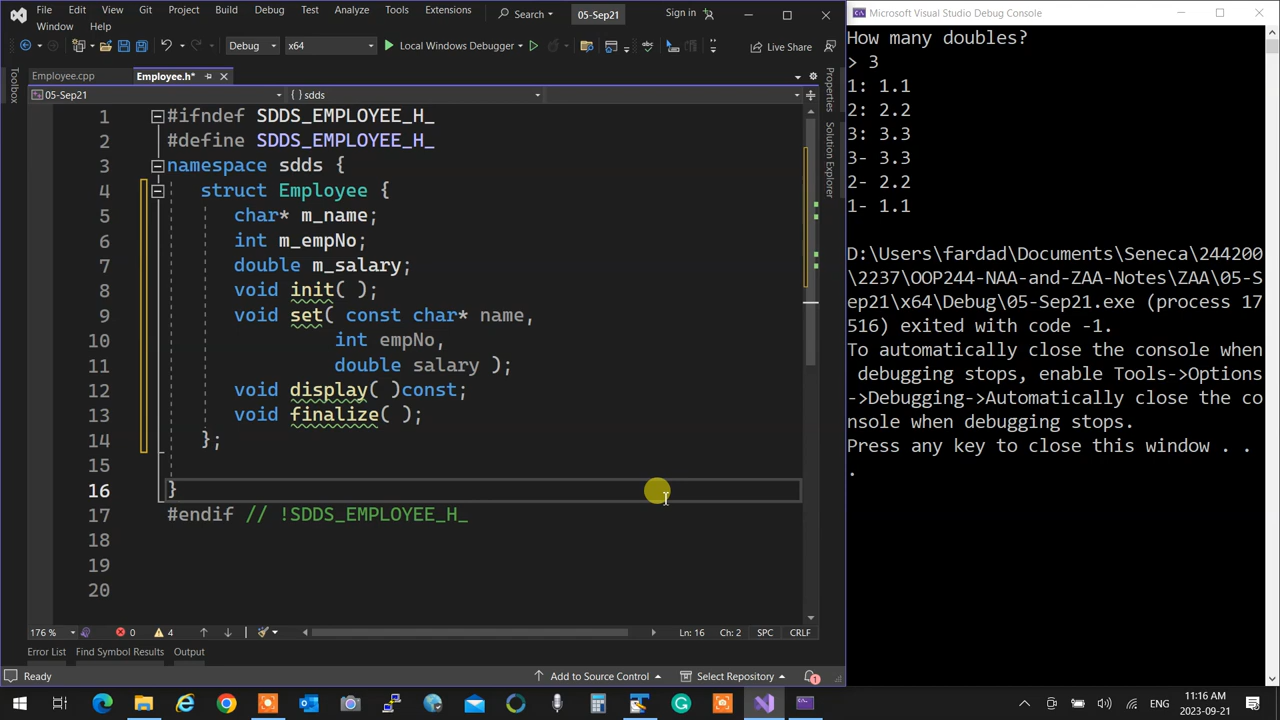 File Edit View Git Project Build Debug
Test Analyze Tools Extensions
Window Help
Search
05-Sep21
Sign in
Debug
x64
Local Windows Debugger
Live Share
Toolbox
Employee.cpp
Employee.h*
05-Sep21
{} sdds
Properties
Solution Explorer
1 #ifndef SDDS_EMPLOYEE_H_
2 #define SDDS_EMPLOYEE_H_
3 namespace sdds {
4 struct Employee {
5 char* m_name;
6 int m_empNo;
7 double m_salary;
8 void init( );
9 void set( const char* name,
10 int empNo,
11 double salary );
12 void display( )const;
13 void finalize( );
14 };
15
16 }
17 #endif // !SDDS_EMPLOYEE_H_
18
19
20
176 %
0
4
Ln: 16
Ch: 2
SPC
CRLF
Error List
Find Symbol Results
Output
Ready
Add to Source Control
Select Repository
1
Microsoft Visual Studio Debug Console
How many doubles?
> 3
1: 1.1
2: 2.2
3: 3.3
3- 3.3
2- 2.2
1- 1.1
D:\Users\fardad\Documents\Seneca\244200
\2237\OOP244-NAA-and-ZAA-Notes\ZAA\05-S
ep21\x64\Debug\05-Sep21.exe (process 17
516) exited with code -1.
To automatically close the console when
debugging stops, enable Tools->Options
->Debugging->Automatically close the co
nsole when debugging stops.
Press any key to close this window . .
.
ENG
11:16 AM
2023-09-21